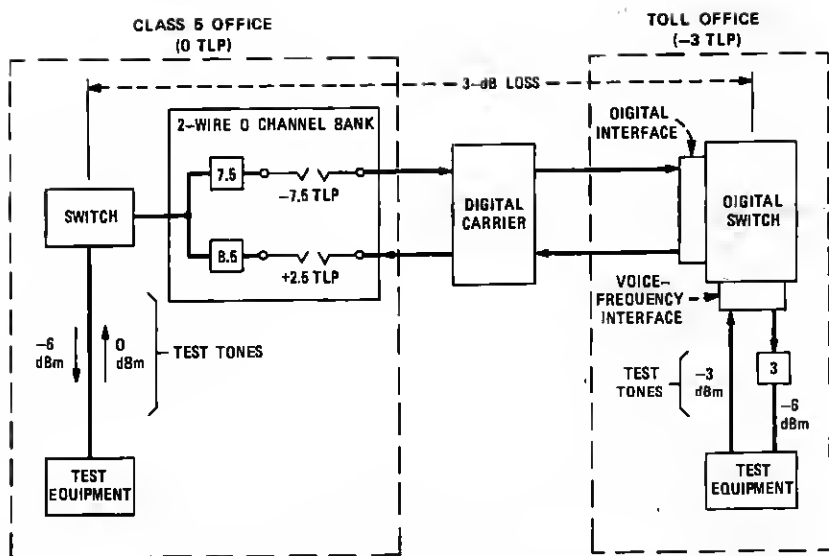 CLASS 5 OFFICE
(0 TLP)
TOLL OFFICE
(-3 TLP)
3-dB LOSS
2-WIRE D CHANNEL BANK
DIGITAL
INTERFACE
7.5
-7.5 TLP
SWITCH
8.5
+2.5 TLP
DIGITAL
CARRIER
DIGITAL
SWITCH
VOICE-
FREQUENCY
INTERFACE
-6
dBm
0
dBm
TEST TONES
TEST
TONES
-3
dBm
3
-6
dBm
TEST
EQUIPMENT
TEST
EQUIPMENT